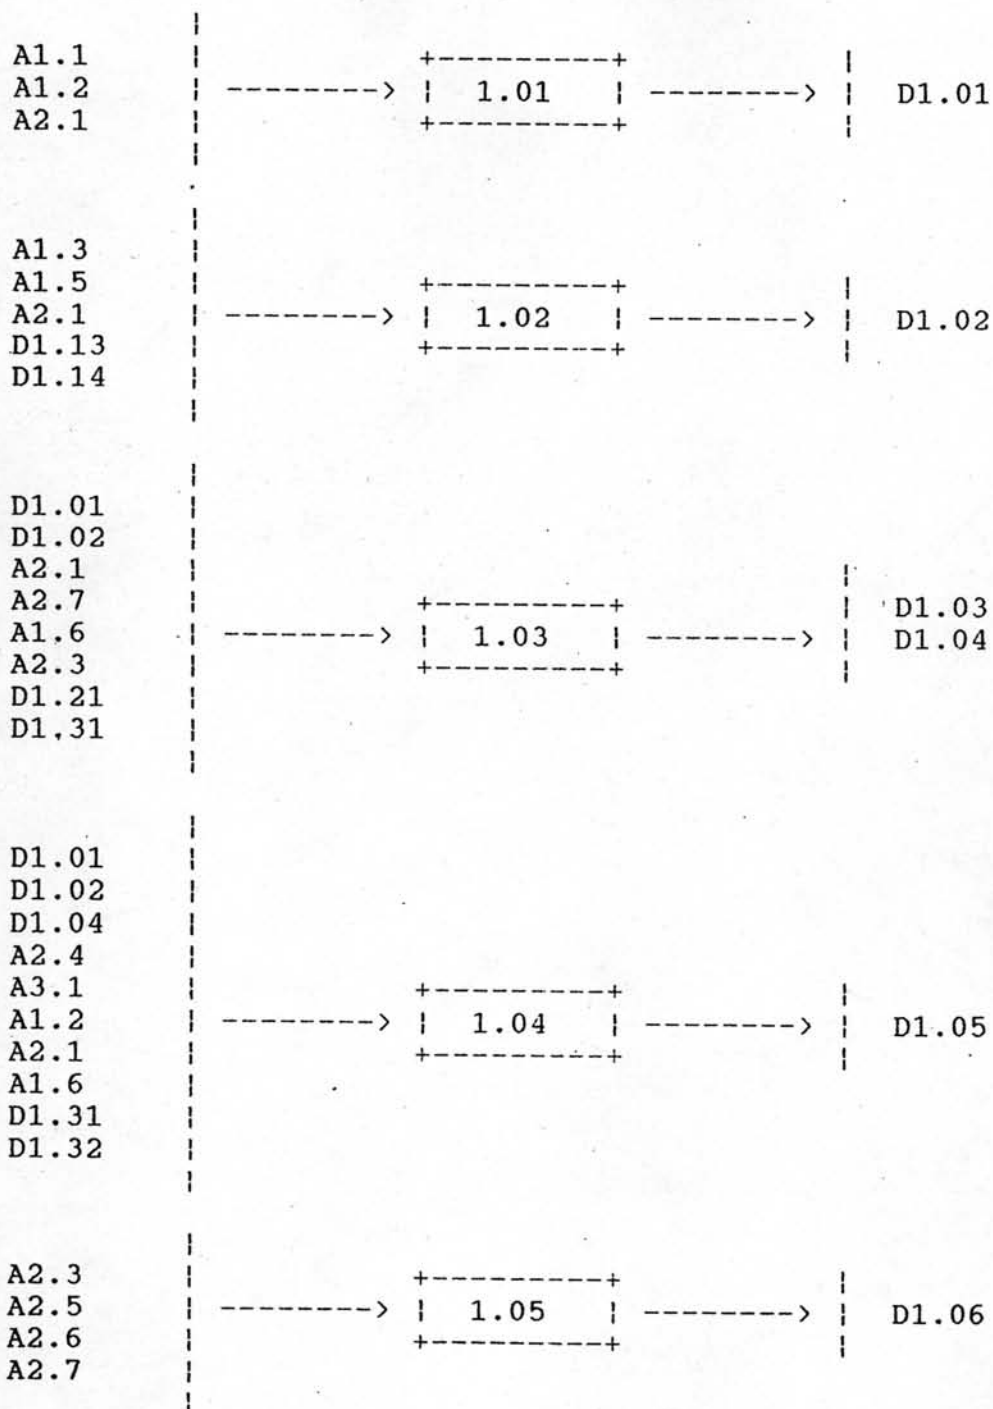 A1.1
A1.2 --------> | 1.01 | --------> D1.01
A2.1
A1.3
A1.5
A2.1 --------> | 1.02 | --------> D1.02
D1.13
D1.14
D1.01
D1.02
A2.1
A2.7 D1.03
A1.6 --------> | 1.03 | --------> D1.04
A2.3
D1.21
D1.31
D1.01
D1.02
D1.04
A2.4
A3.1
A1.2 --------> | 1.04 | --------> D1.05
A2.1
A1.6
D1.31
D1.32
A2.3
A2.5 --------> | 1.05 | --------> D1.06
A2.6
A2.7